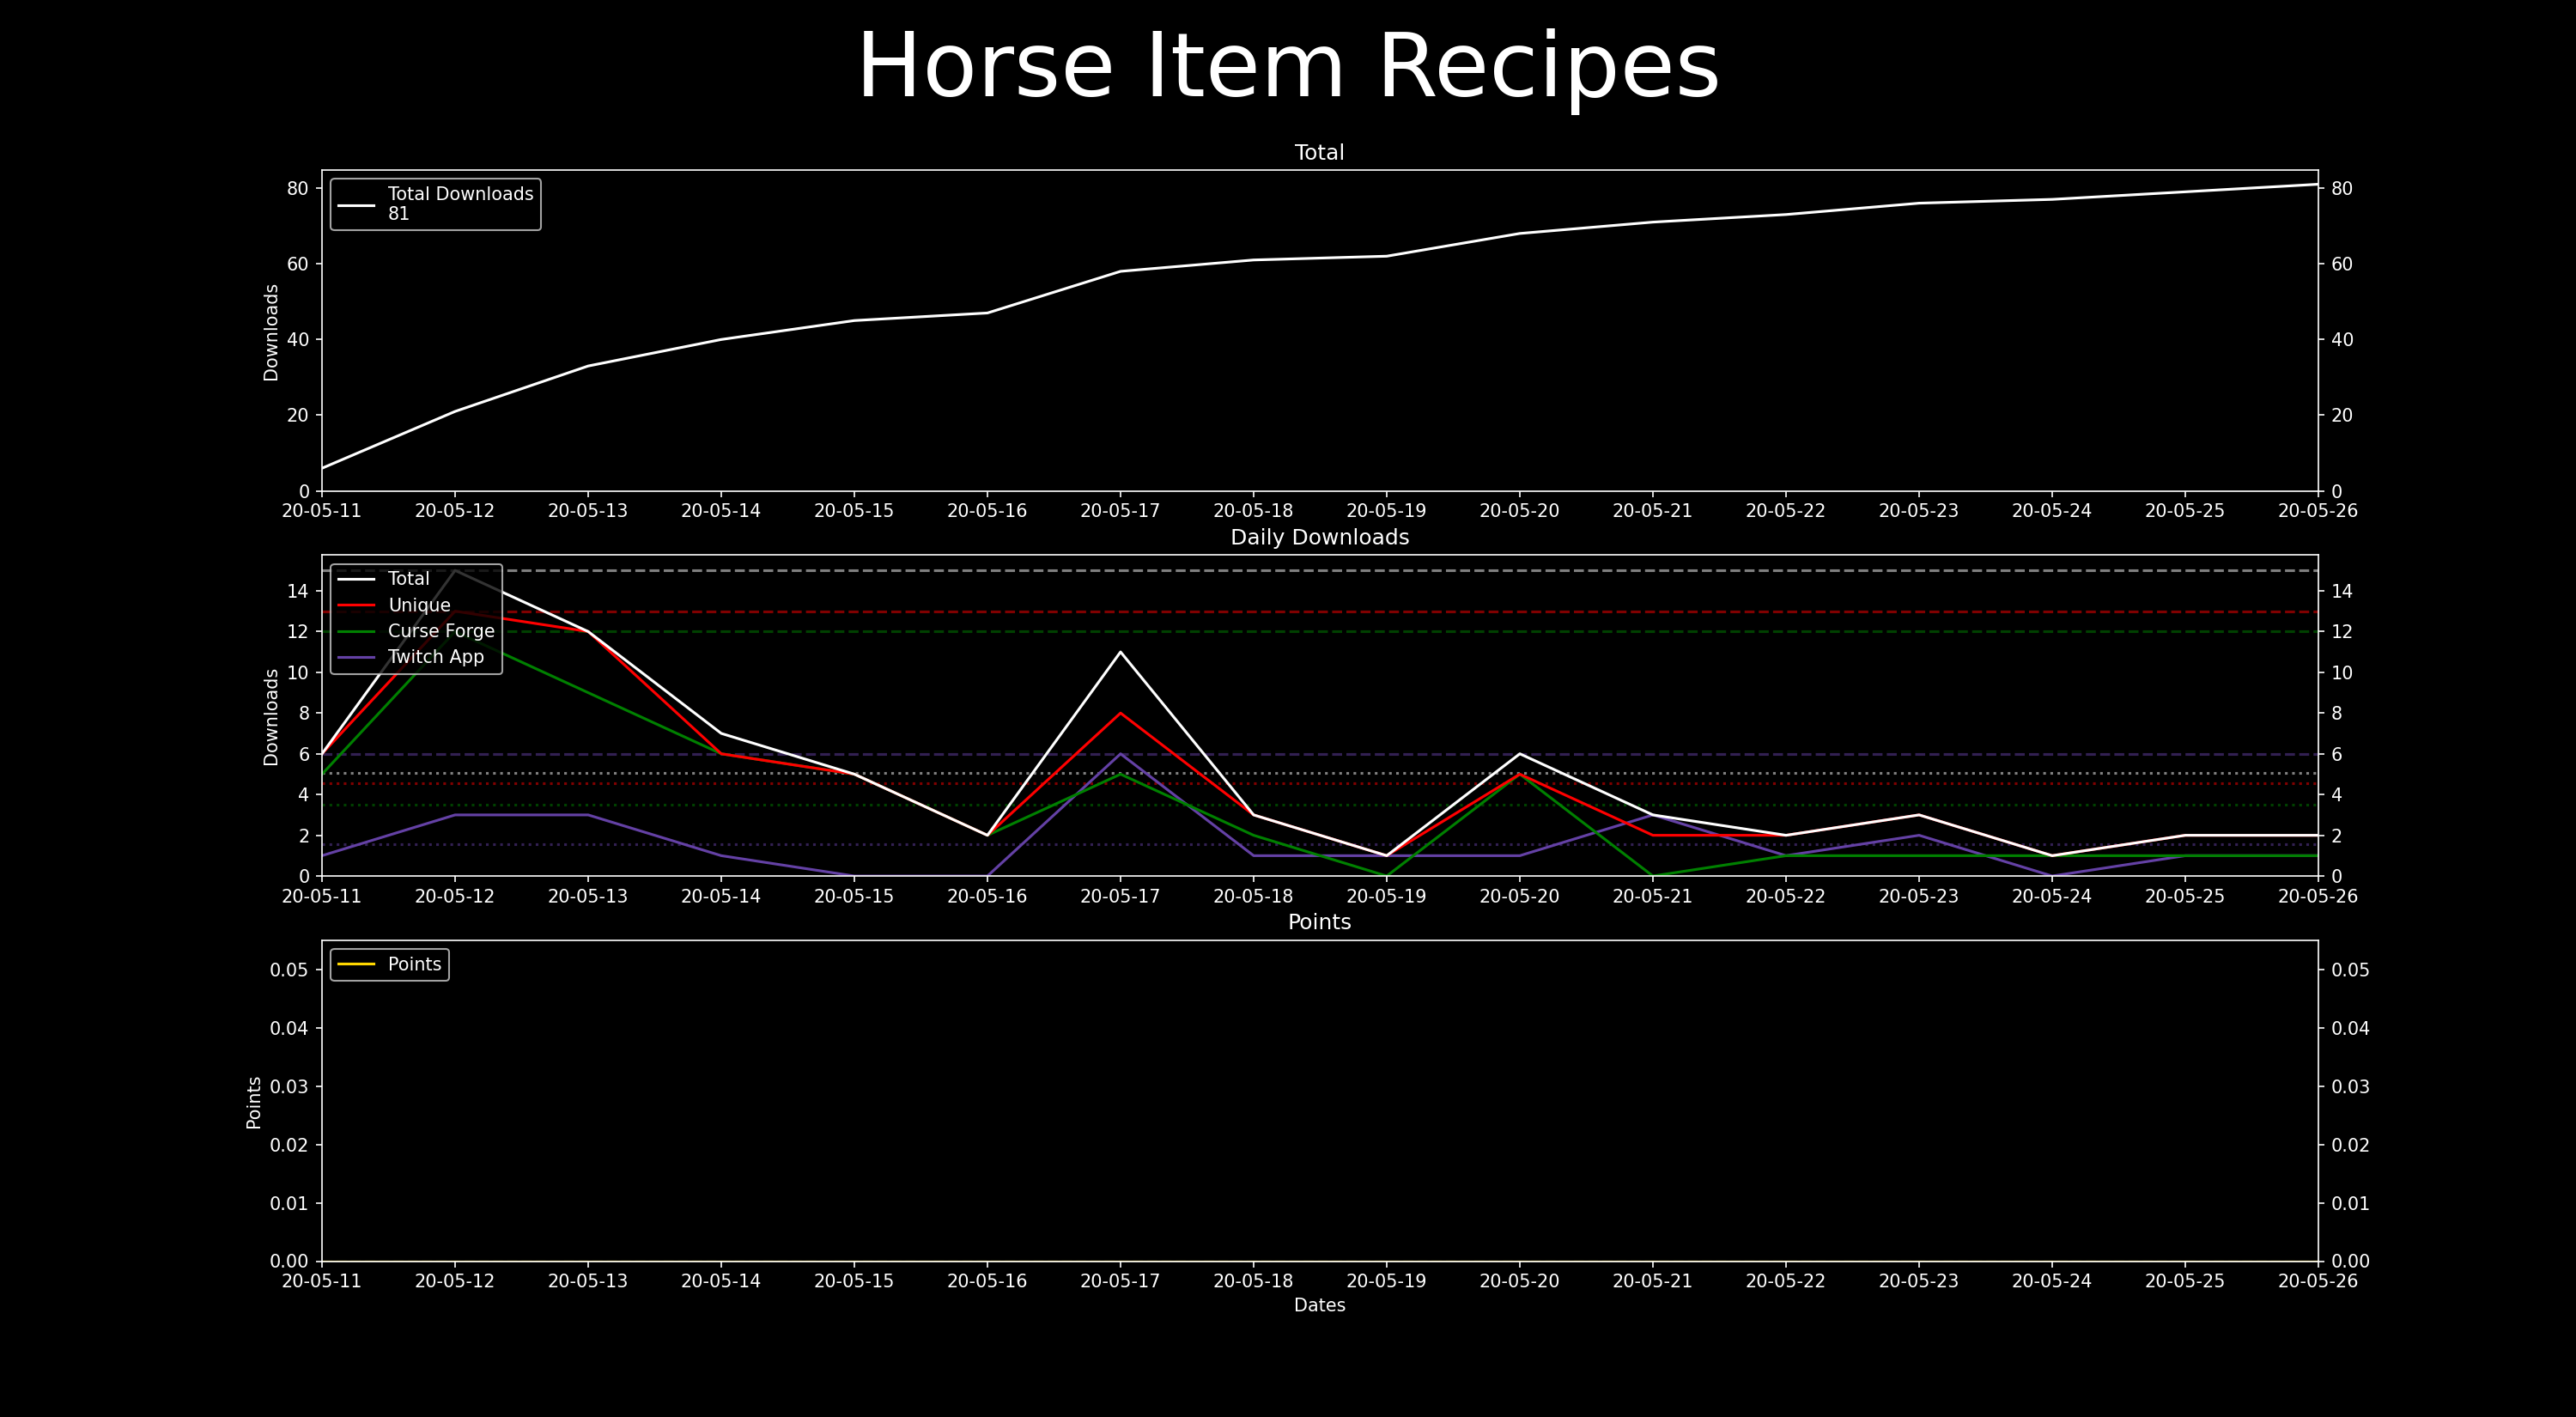 Horse Item Recipes
Total
Total Downloads
81
Downloads
80
60
40
20
0
80
60
40
20
0
20-05-11 20-05-12 20-05-13 20-05-14 20-05-15 20-05-16 20-05-17 20-05-18 20-05-19 20-05-20 20-05-21 20-05-22 20-05-23 20-05-24 20-05-25 20-05-26
Daily Downloads
Total
Unique
Curse Forge
Twitch App
Downloads
14
12
10
8
6
4
2
0
14
12
10
8
6
4
2
0
20-05-11 20-05-12 20-05-13 20-05-14 20-05-15 20-05-16 20-05-17 20-05-18 20-05-19 20-05-20 20-05-21 20-05-22 20-05-23 20-05-24 20-05-25 20-05-26
Points
Points
Points
0.05
0.04
0.03
0.02
0.01
0.00
0.05
0.04
0.03
0.02
0.01
0.00
20-05-11 20-05-12 20-05-13 20-05-14 20-05-15 20-05-16 20-05-17 20-05-18 20-05-19 20-05-20 20-05-21 20-05-22 20-05-23 20-05-24 20-05-25 20-05-26
Dates